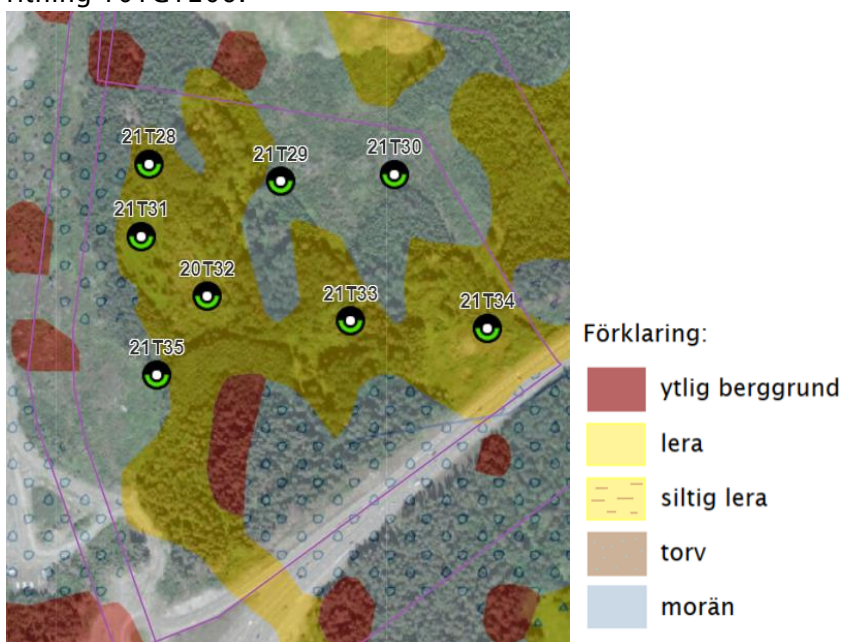 21T28
21T29
21T30
21T31
20T32
21T33
21T34
21T35
Förklaring:
ytlig berggrund
lera
siltig lera
torv
morän